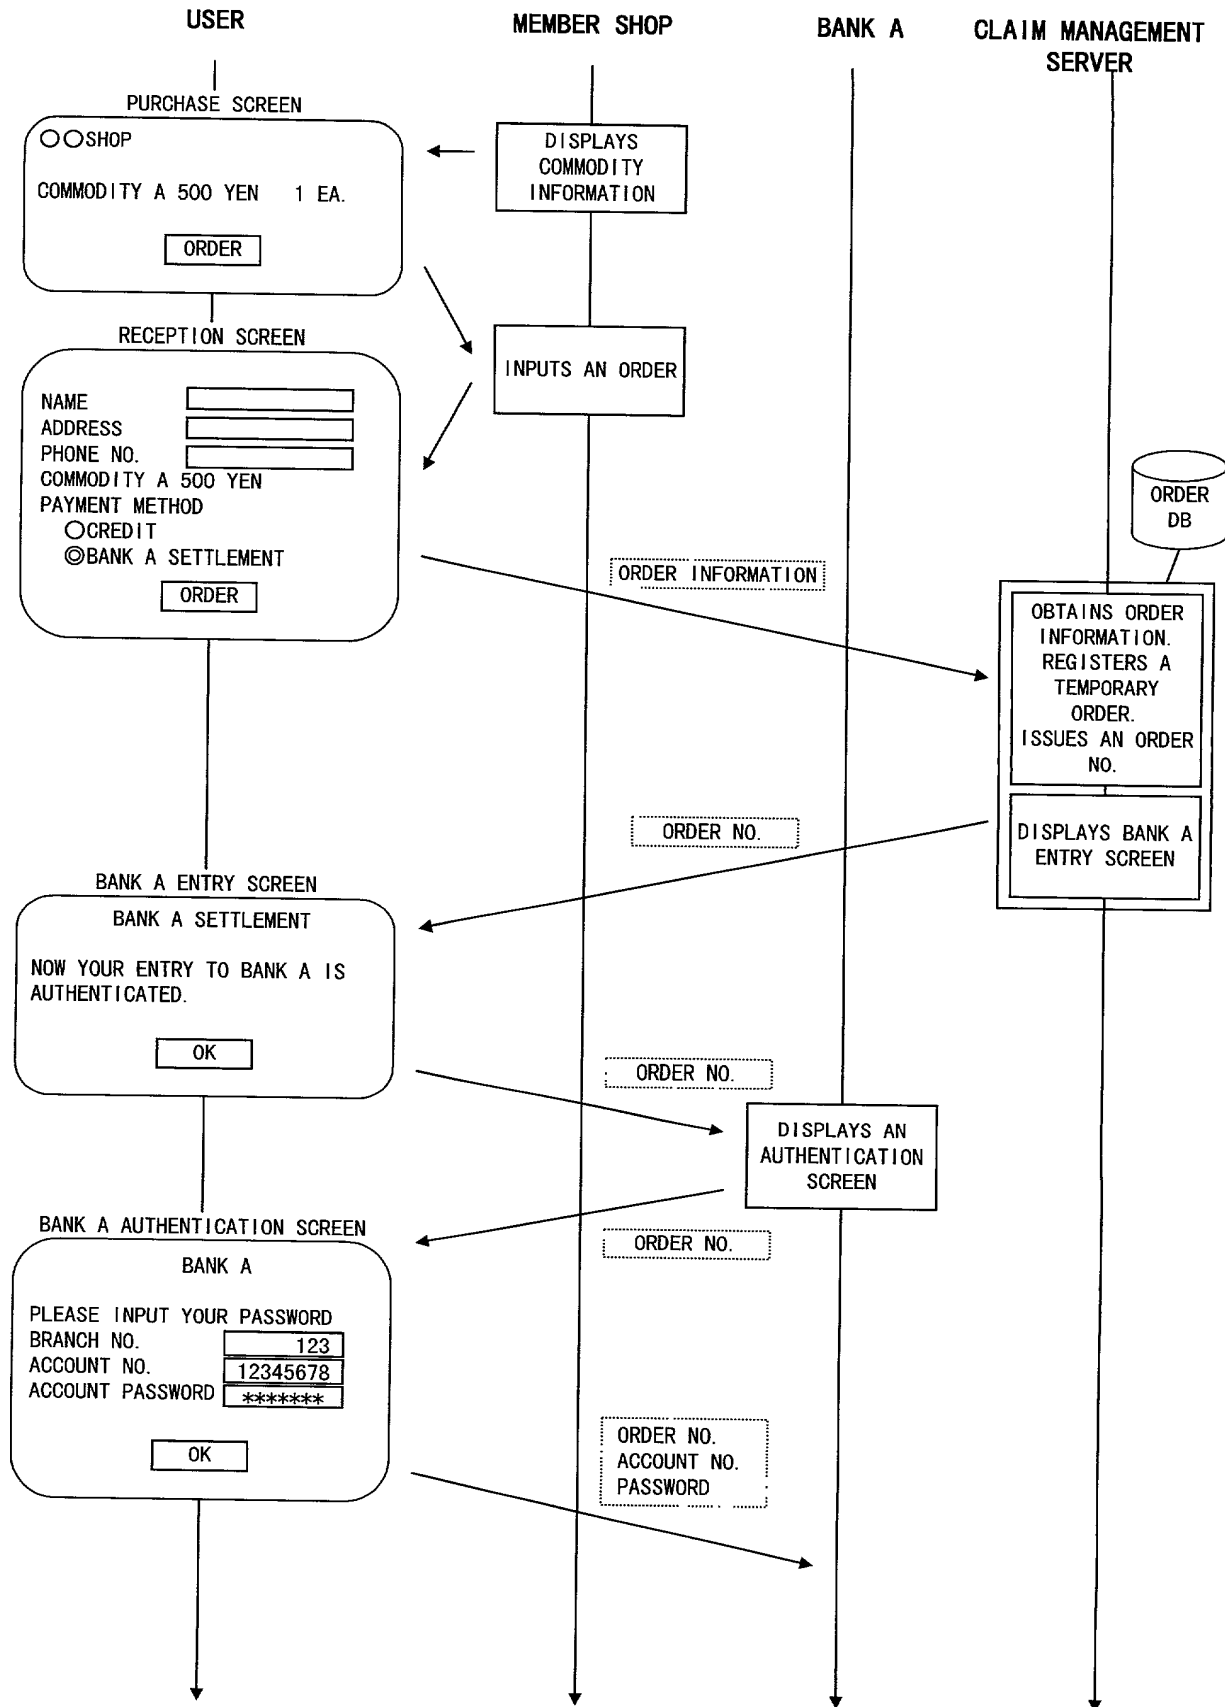 USER
MEMBER SHOP
BANK A
CLAIM MANAGEMENT
SERVER
PURCHASE SCREEN
○○SHOP
COMMODITY A 500 YEN 1 EA.
ORDER
DISPLAYS
COMMODITY
INFORMATION
RECEPTION SCREEN
NAME
ADDRESS
PHONE NO.
COMMODITY A 500 YEN
PAYMENT METHOD
○CREDIT
◎BANK A SETTLEMENT
ORDER
INPUTS AN ORDER
ORDER
DB
ORDER INFORMATION
OBTAINS ORDER
INFORMATION.
REGISTERS A
TEMPORARY
ORDER.
ISSUES AN ORDER
NO.
ORDER NO.
DISPLAYS BANK A
ENTRY SCREEN
BANK A ENTRY SCREEN
BANK A SETTLEMENT
NOW YOUR ENTRY TO BANK A IS
AUTHENTICATED.
OK
ORDER NO.
DISPLAYS AN
AUTHENTICATION
SCREEN
BANK A AUTHENTICATION SCREEN
ORDER NO.
BANK A
PLEASE INPUT YOUR PASSWORD
BRANCH NO. 123
ACCOUNT NO. 12345678
ACCOUNT PASSWORD *******
OK
ORDER NO.
ACCOUNT NO.
PASSWORD